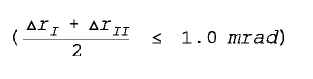 (Δr_I + Δr_II / 2 ≤ 1.0 mrad)